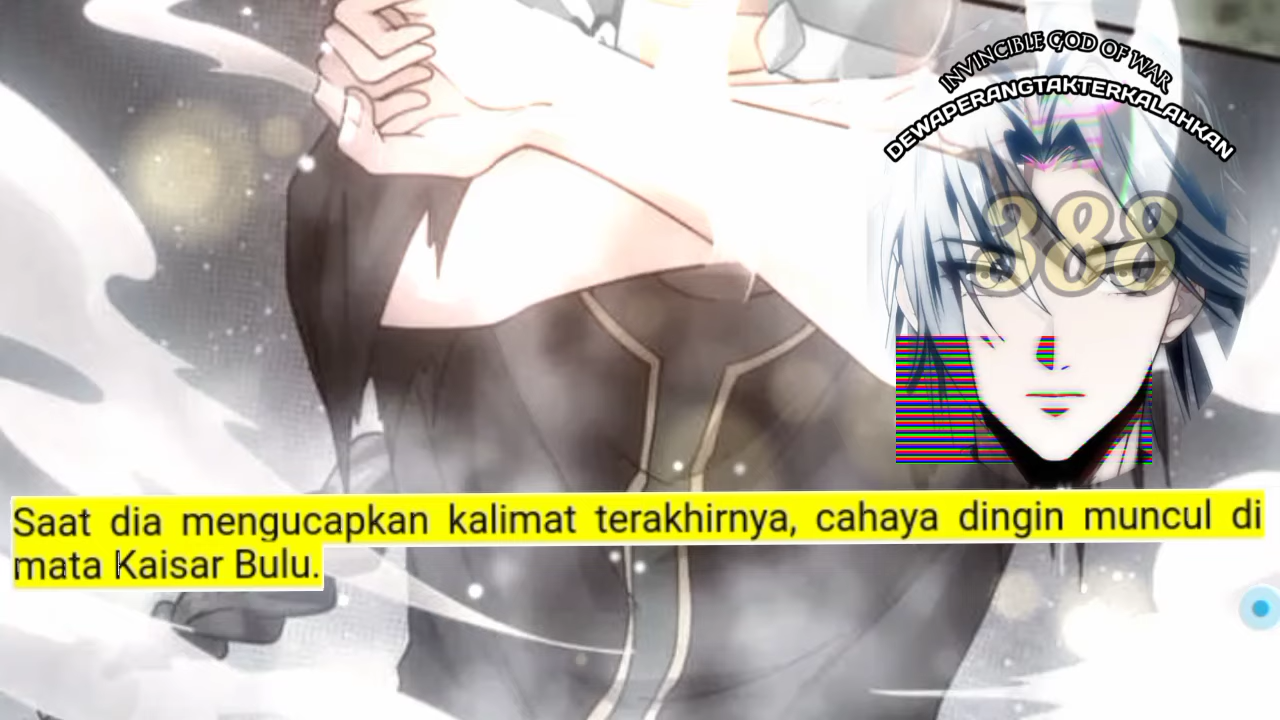 INVINCIBLE GOD OF WAR
DEWAPERANGTAKTERKALAHKAN
388
Saat dia mengucapkan kalimat terakhirnya, cahaya dingin muncul di
mata Kaisar Bulu.